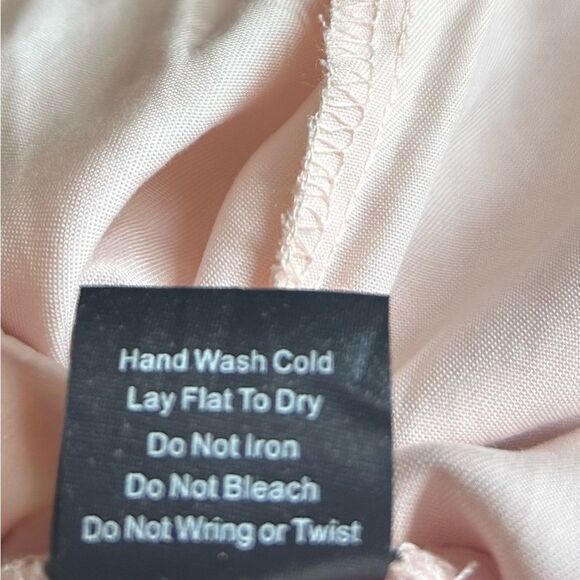 Hand Wash Cold
Lay Flat To Dry
Do Not Iron
Do Not Bleach
Do Not Wring or Twist